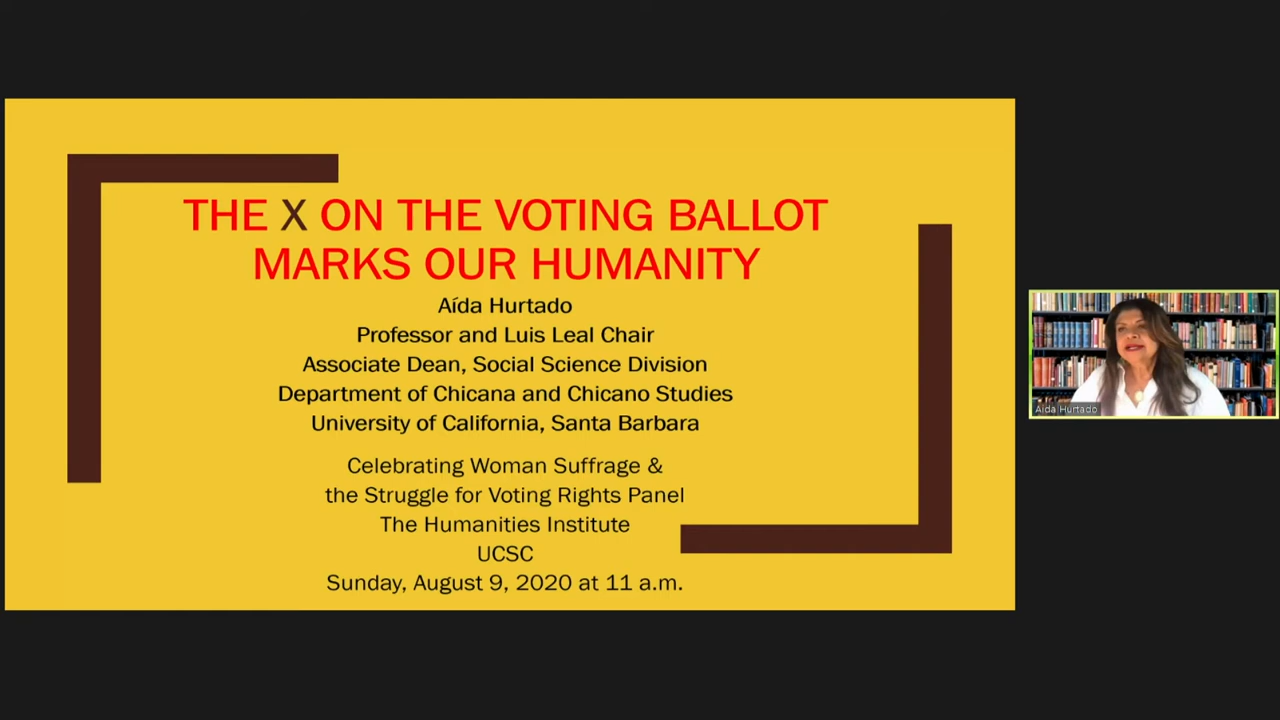 THE X ON THE VOTING BALLOT
MARKS OUR HUMANITY
Aída Hurtado
Professor and Luis Leal Chair
Associate Dean, Social Science Division
Department of Chicana and Chicano Studies
University of California, Santa Barbara
Celebrating Woman Suffrage &
the Struggle for Voting Rights Panel
The Humanities Institute
UCSC
Sunday, August 9, 2020 at 11 a.m.
Aida Hurtado